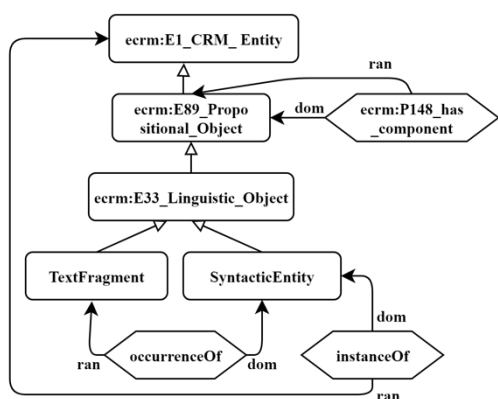 ecrm:E1_CRM_ Entity
ran
ecrm:E89_Propo
sitional_Object
dom
ecrm:P148_has
_component
ecrm:E33_Linguistic_Object
TextFragment
SyntacticEntity
dom
occurrenceOf
instanceOf
ran
dom
ran